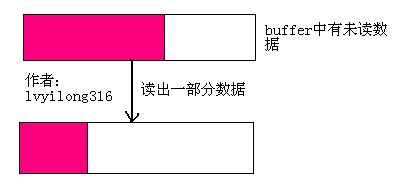 buffer中有未读数
据
作者:
lvyilong316
读出一部分数据